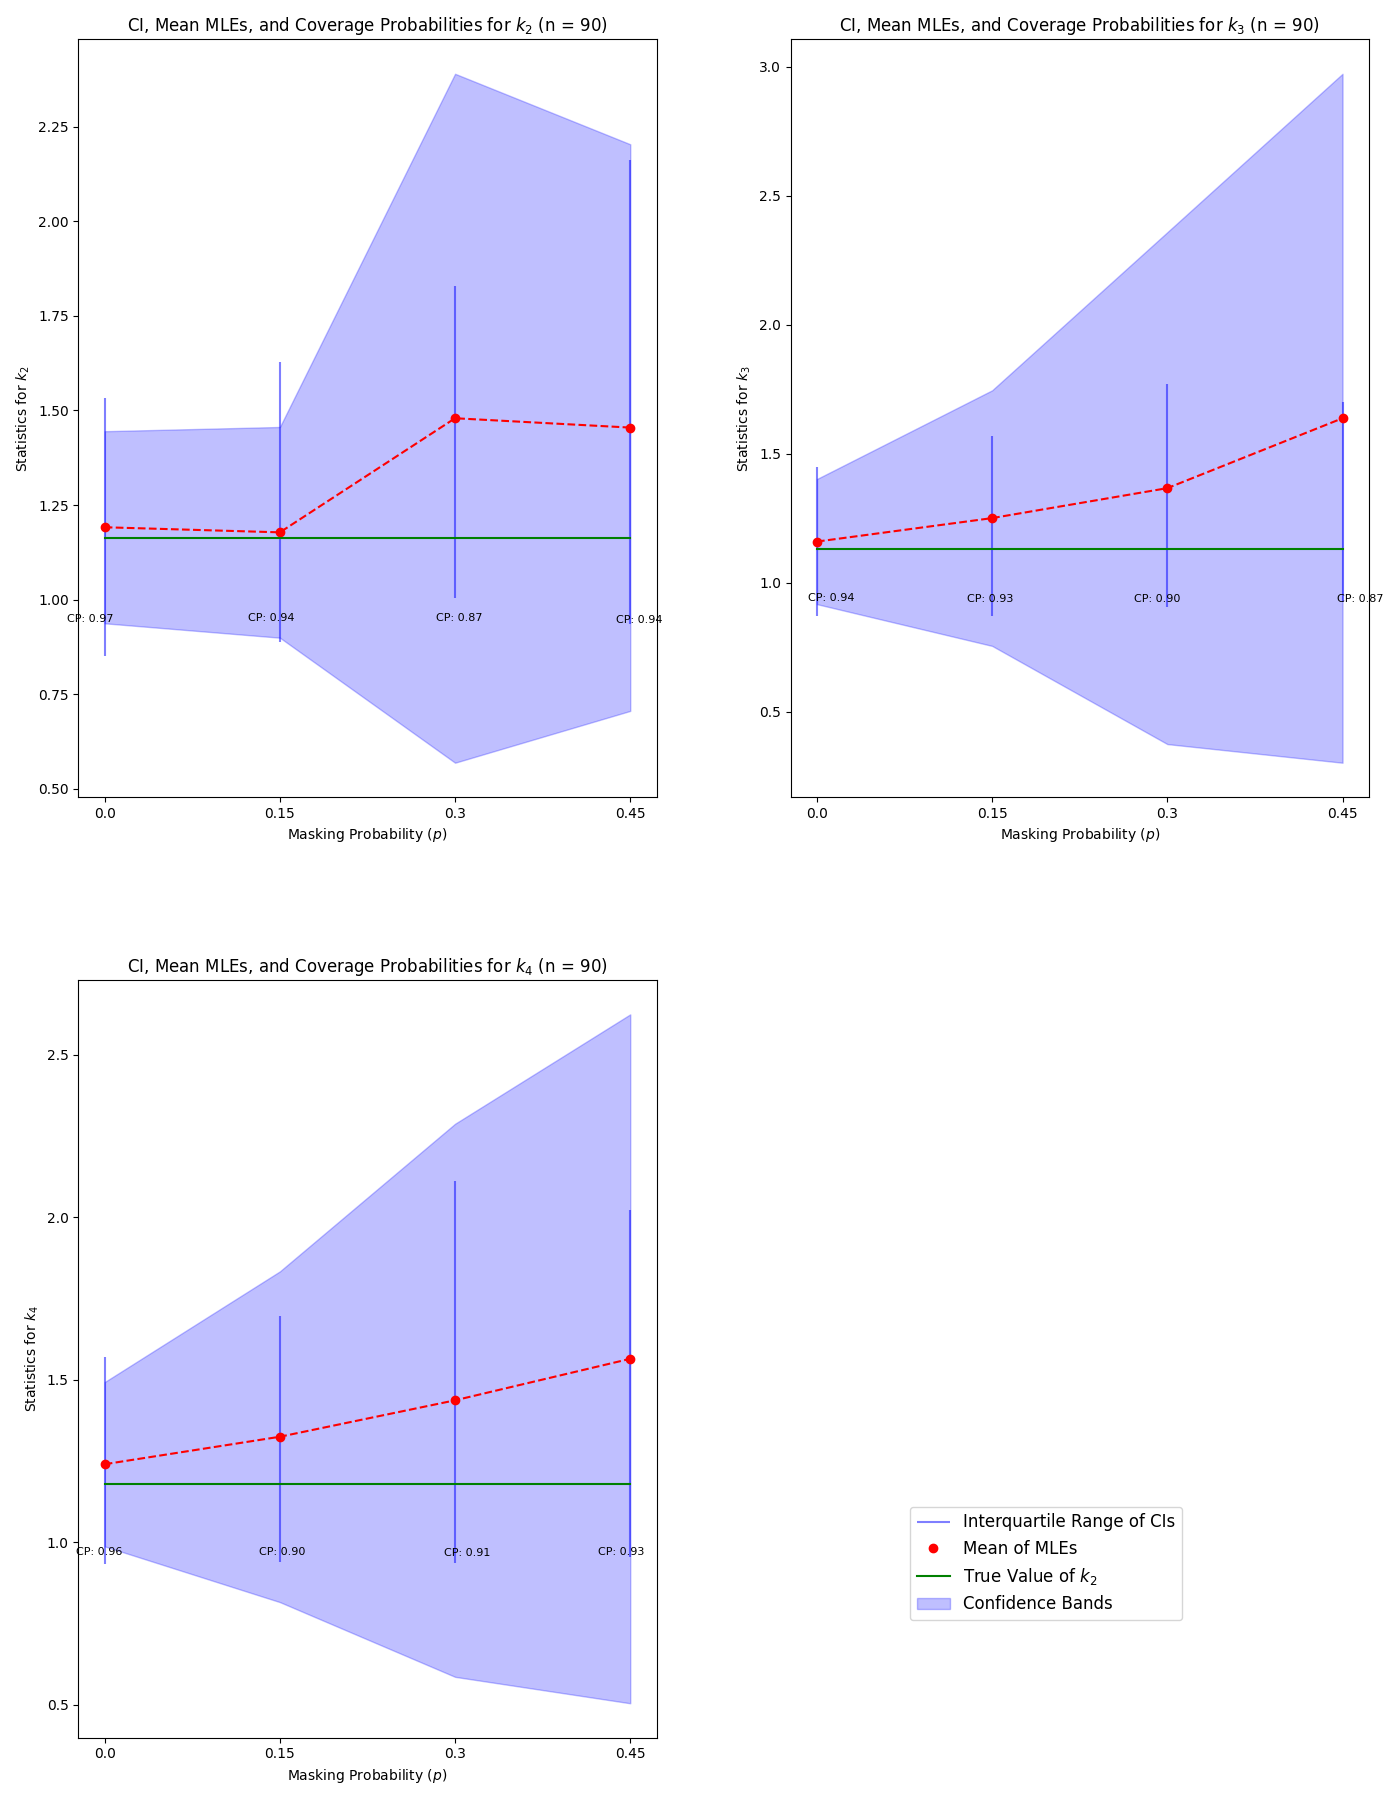 CI, Mean MLEs, and Coverage Probabilities for k₂ (n = 90)
Statistics for k₂
2.25
2.00
1.75
1.50
1.25
1.00
0.75
0.50
CP: 0.97
CP: 0.94
CP: 0.87
CP: 0.94
0.0 0.15 0.3 0.45
Masking Probability (p)
CI, Mean MLEs, and Coverage Probabilities for k₃ (n = 90)
Statistics for k₃
3.0
2.5
2.0
1.5
1.0
0.5
CP: 0.94
CP: 0.93
CP: 0.90
CP: 0.87
0.0 0.15 0.3 0.45
Masking Probability (p)
CI, Mean MLEs, and Coverage Probabilities for k₄ (n = 90)
Statistics for k₄
2.5
2.0
1.5
1.0
0.5
CP: 0.96
CP: 0.90
CP: 0.91
CP: 0.93
0.0 0.15 0.3 0.45
Masking Probability (p)
Interquartile Range of CIs
Mean of MLEs
True Value of k₂
Confidence Bands